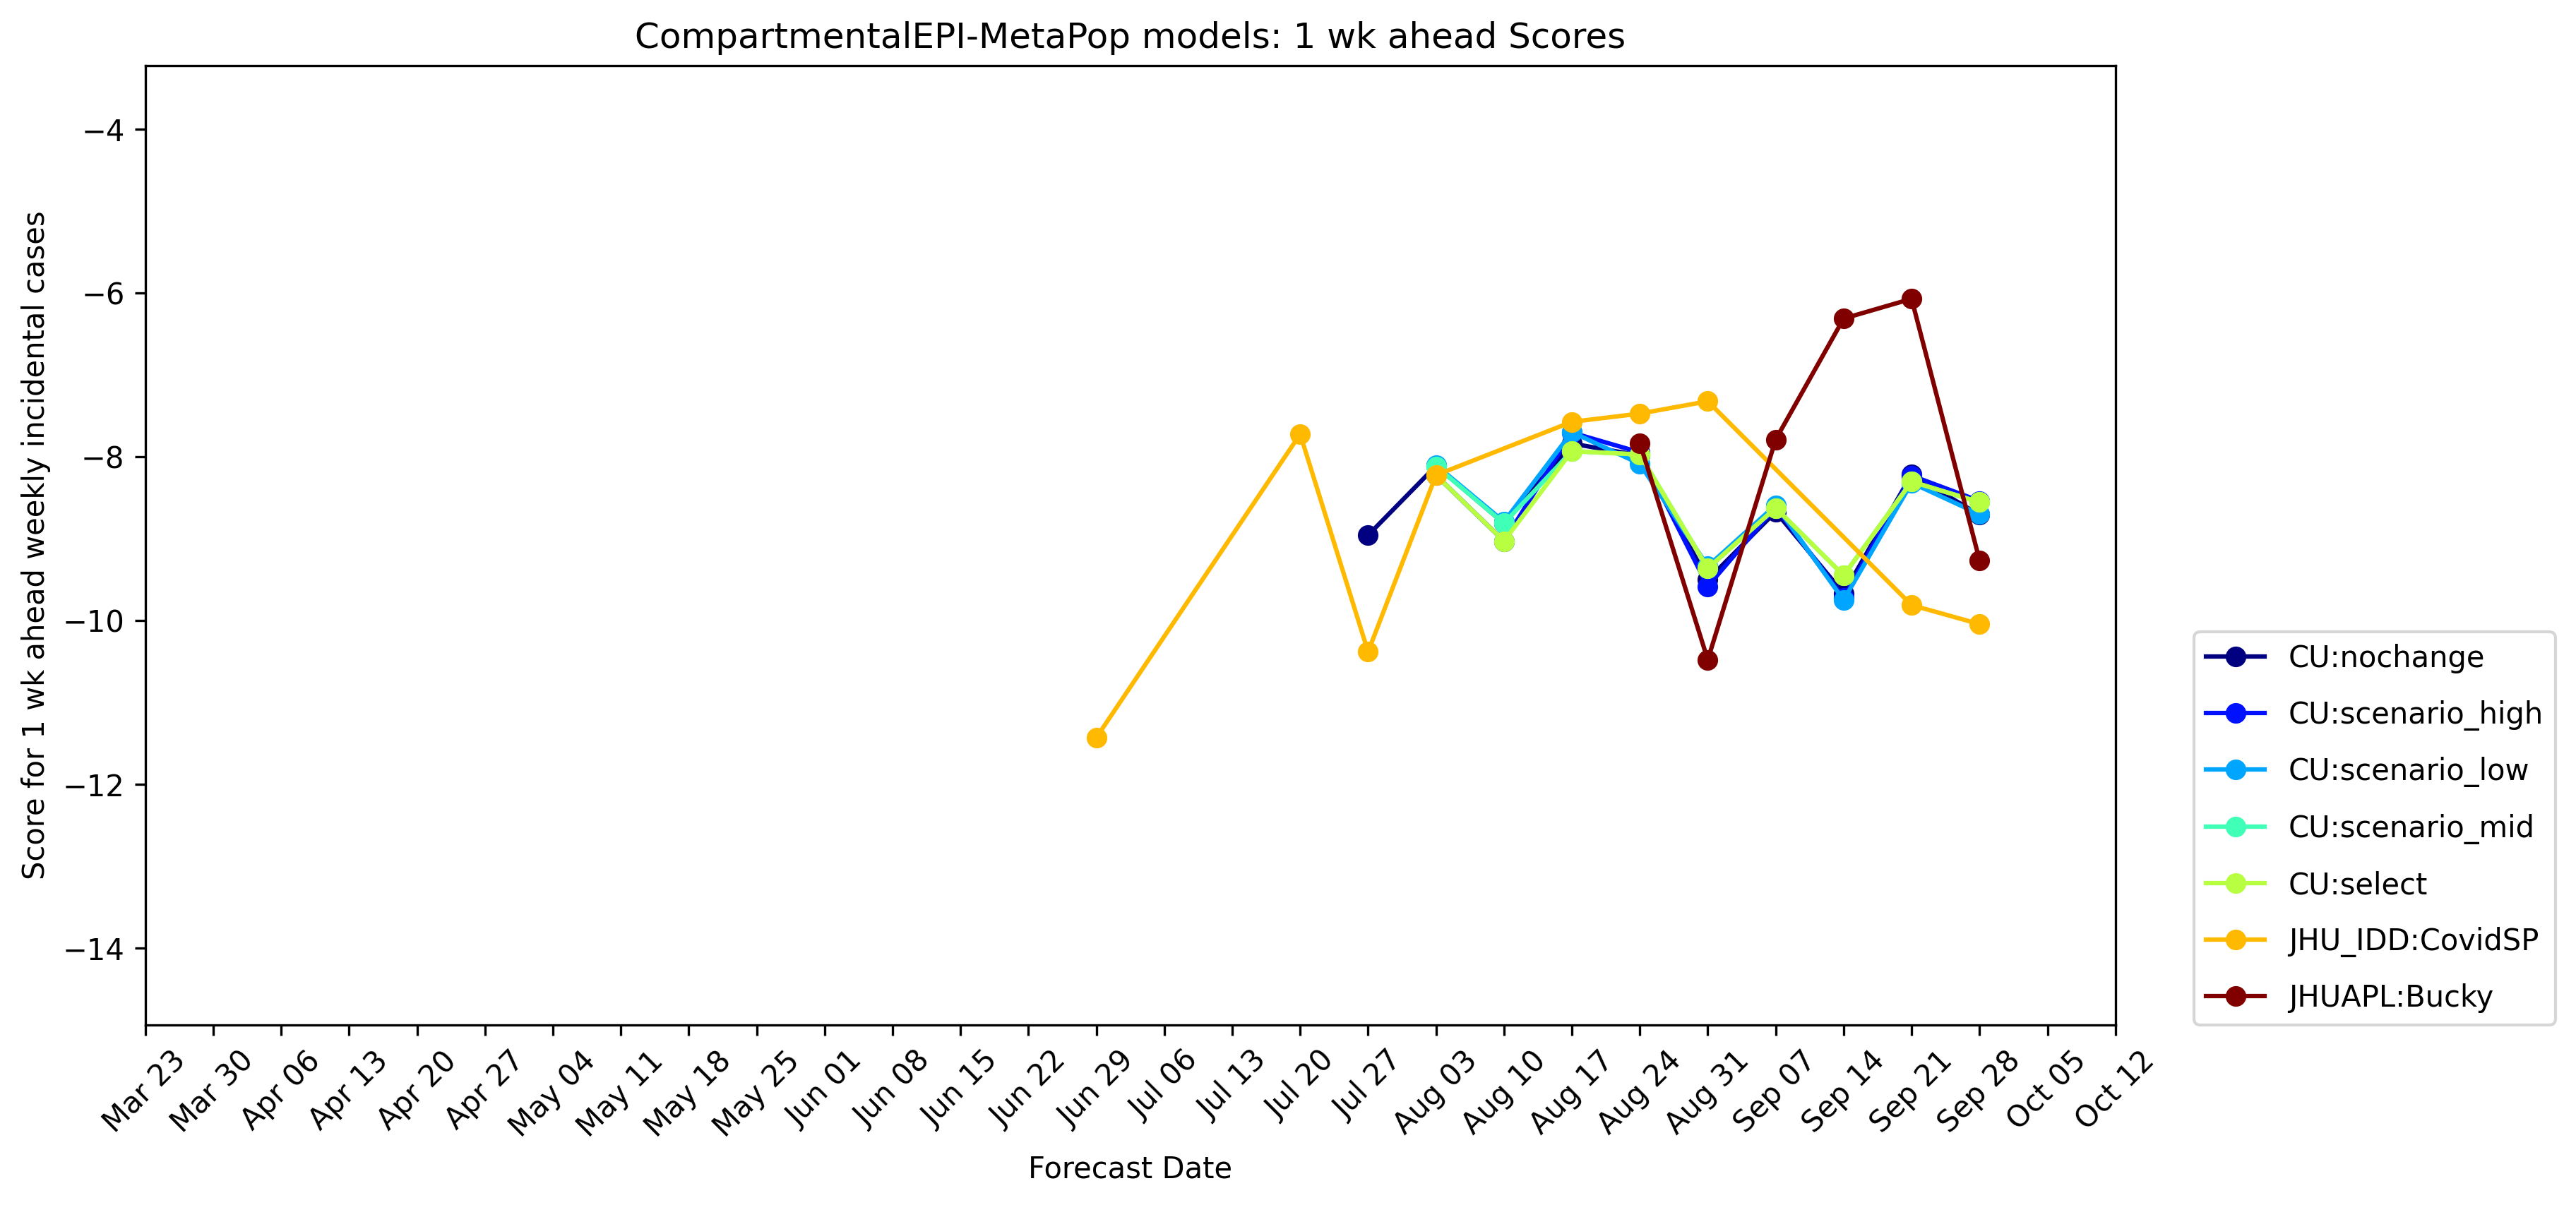 CompartmentalEPI-MetaPop models: 1 wk ahead Scores
Score for 1 wk ahead weekly incidental cases
−4
−6
−8
−10
−12
−14
Mar 23
Mar 30
Apr 06
Apr 13
Apr 20
Apr 27
May 04
May 11
May 18
May 25
Jun 01
Jun 08
Jun 15
Jun 22
Jun 29
Jul 06
Jul 13
Jul 20
Jul 27
Aug 03
Aug 10
Aug 17
Aug 24
Aug 31
Sep 07
Sep 14
Sep 21
Sep 28
Oct 05
Oct 12
Forecast Date
CU:nochange
CU:scenario_high
CU:scenario_low
CU:scenario_mid
CU:select
JHU_IDD:CovidSP
JHUAPL:Bucky